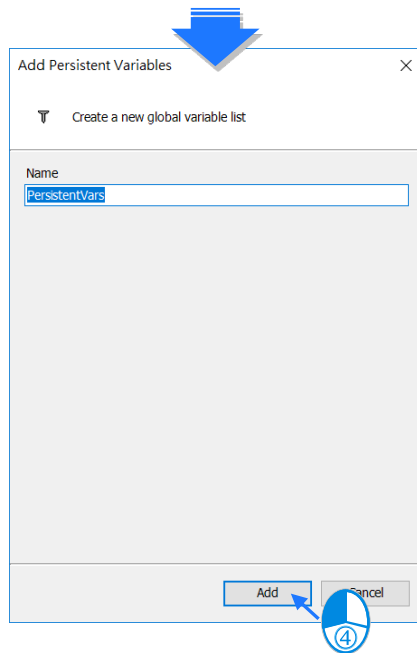 Add Persistent Variables
Create a new global variable list
Name
PersistentVars
Add
Cancel
④